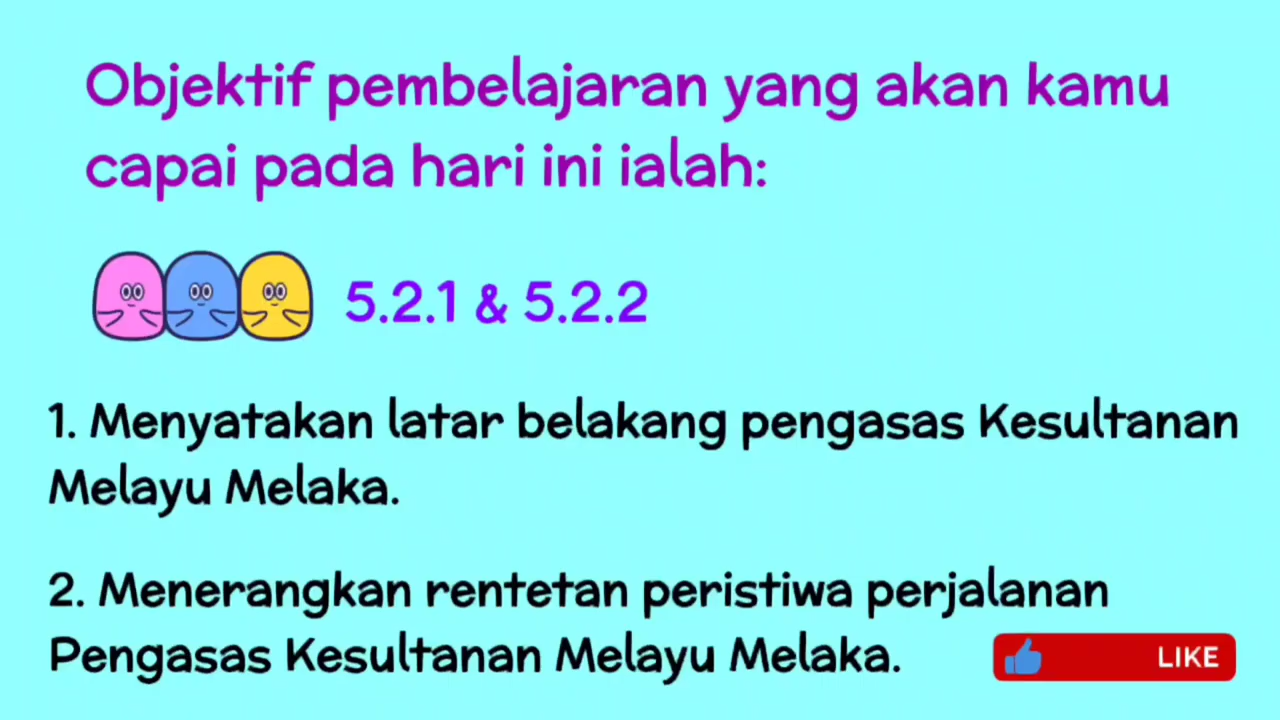 Objektif pembelajaran yang akan kamu
capai pada hari ini ialah:
5.2.1 & 5.2.2
1. Menyatakan latar belakang pengasas Kesultanan
Melayu Melaka.
2. Menerangkan rentetan peristiwa perjalanan
Pengasas Kesultanan Melayu Melaka.
LIKE